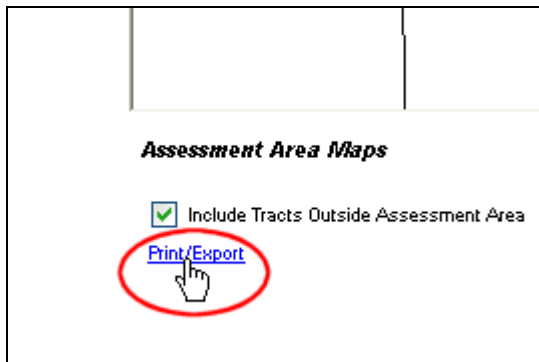 Assessment Area Maps
Include Tracts Outside Assessment Area
Print/Export